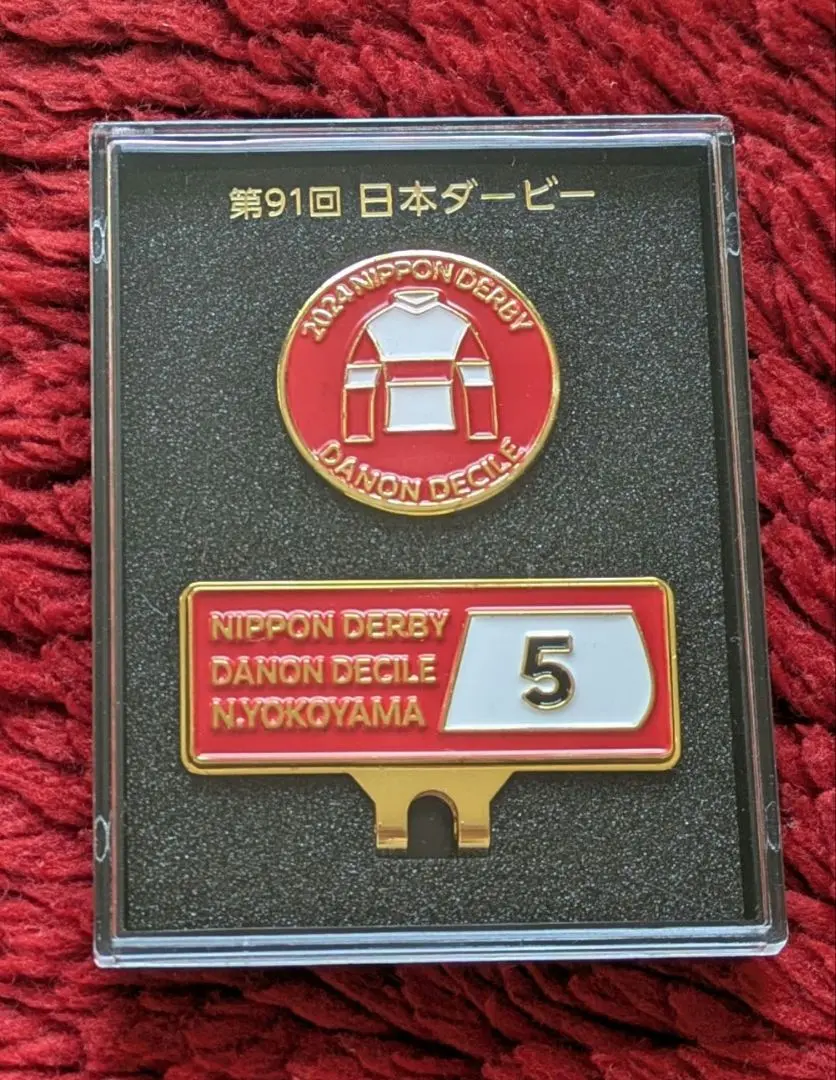 第91回 日本ダービー
2024 NIPPON DERBY
DANON DECILE
NIPPON DERBY
DANON DECILE
N.YOKOYAMA
5